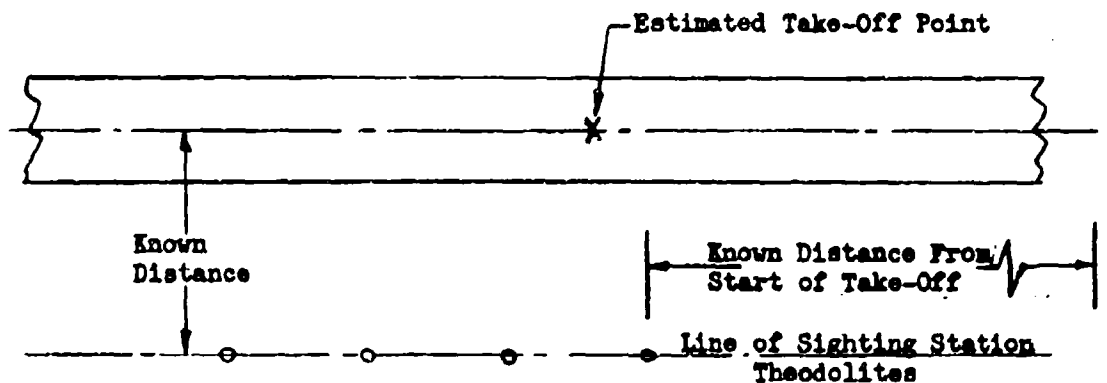 Estimated Take-Off Point
Known
Distance
Known Distance From
Start of Take-Off
Line of Sighting Station
Theodolites